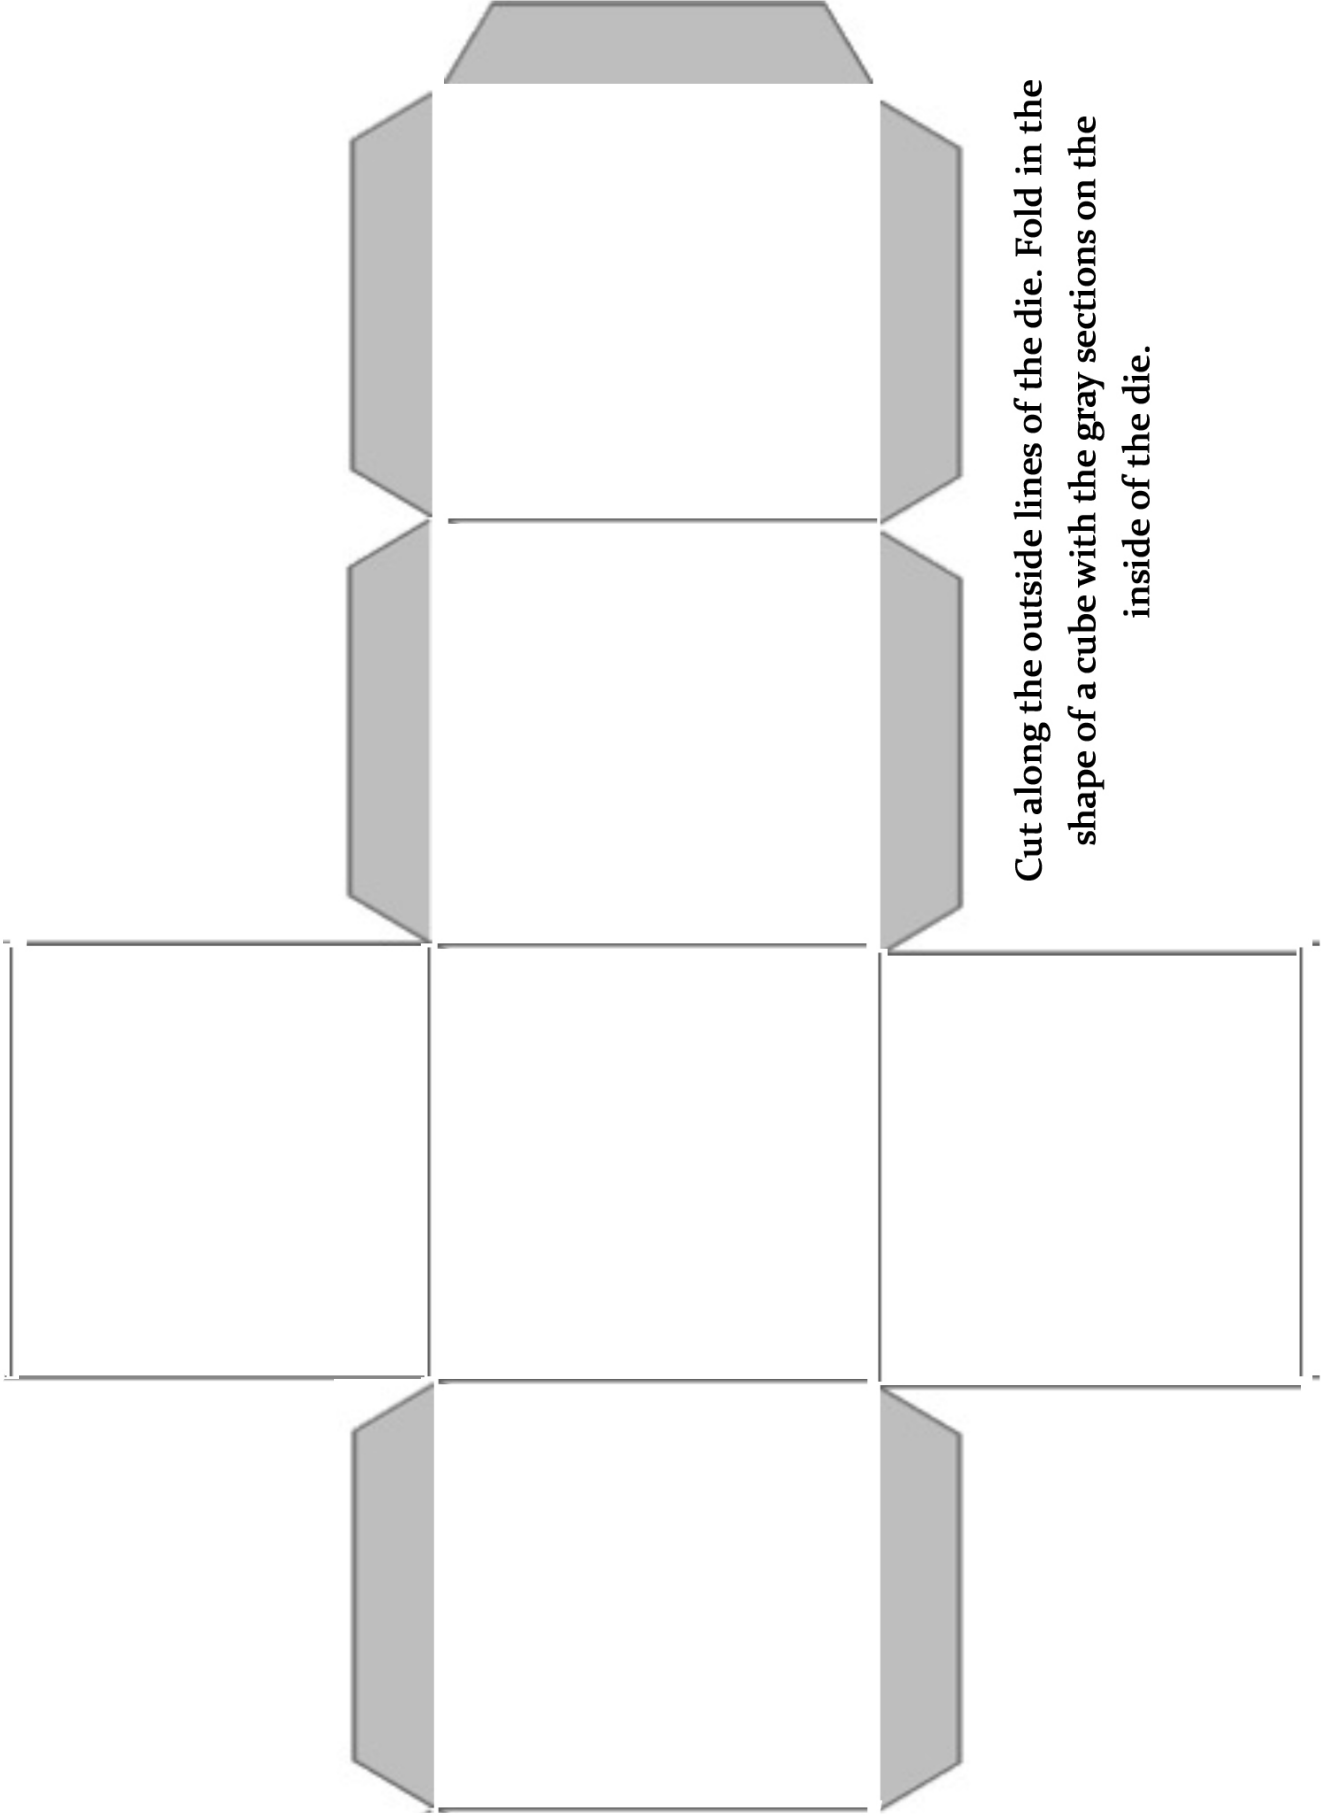 Cut along the outside lines of the die. Fold in the
shape of a cube with the gray sections on the
inside of the die.